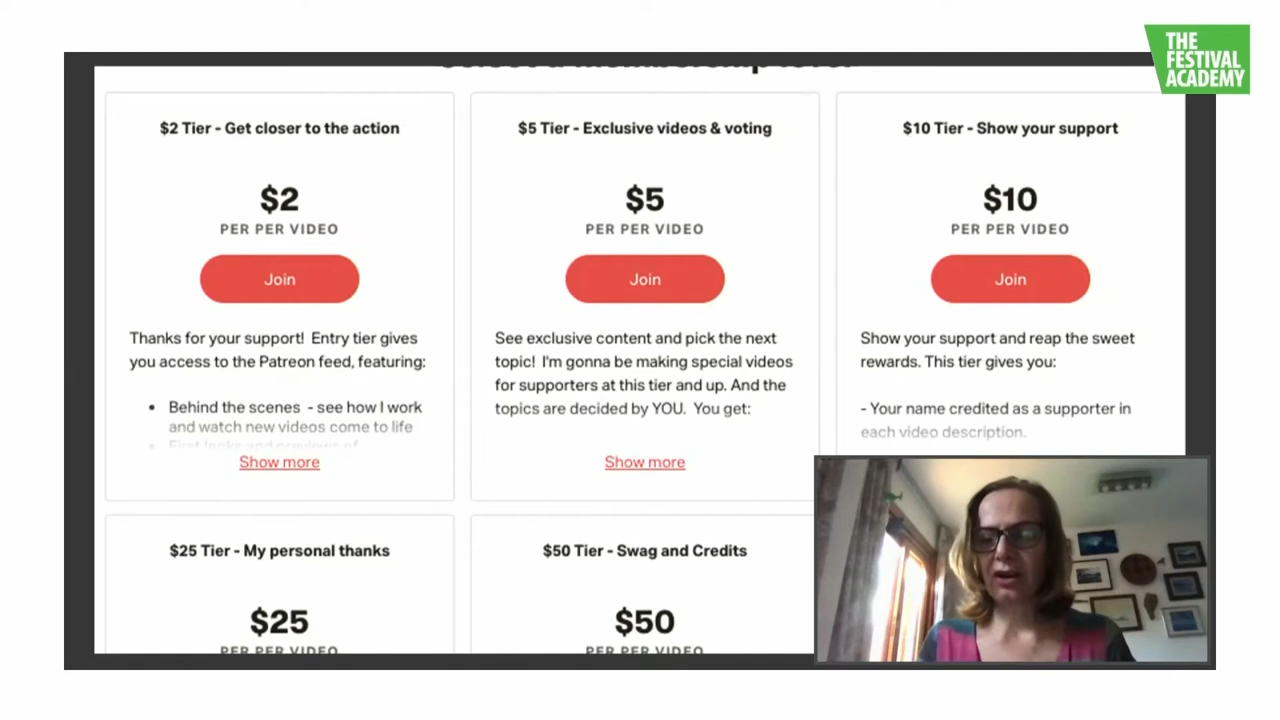 THE
FESTIVAL
ACADEMY
$2 Tier - Get closer to the action
$2
PER PER VIDEO
Join
Thanks for your support! Entry tier gives
you access to the Patreon feed, featuring:
• Behind the scenes - see how I work
and watch new videos come to life
Show more
$5 Tier - Exclusive videos & voting
$5
PER PER VIDEO
Join
See exclusive content and pick the next
topic! I'm gonna be making special videos
for supporters at this tier and up. And the
topics are decided by YOU. You get:
Show more
$10 Tier - Show your support
$10
PER PER VIDEO
Join
Show your support and reap the sweet
rewards. This tier gives you:
- Your name credited as a supporter in
each video description.
$25 Tier - My personal thanks
$25
PER PER VIDEO
$50 Tier - Swag and Credits
$50
PER PER VIDEO